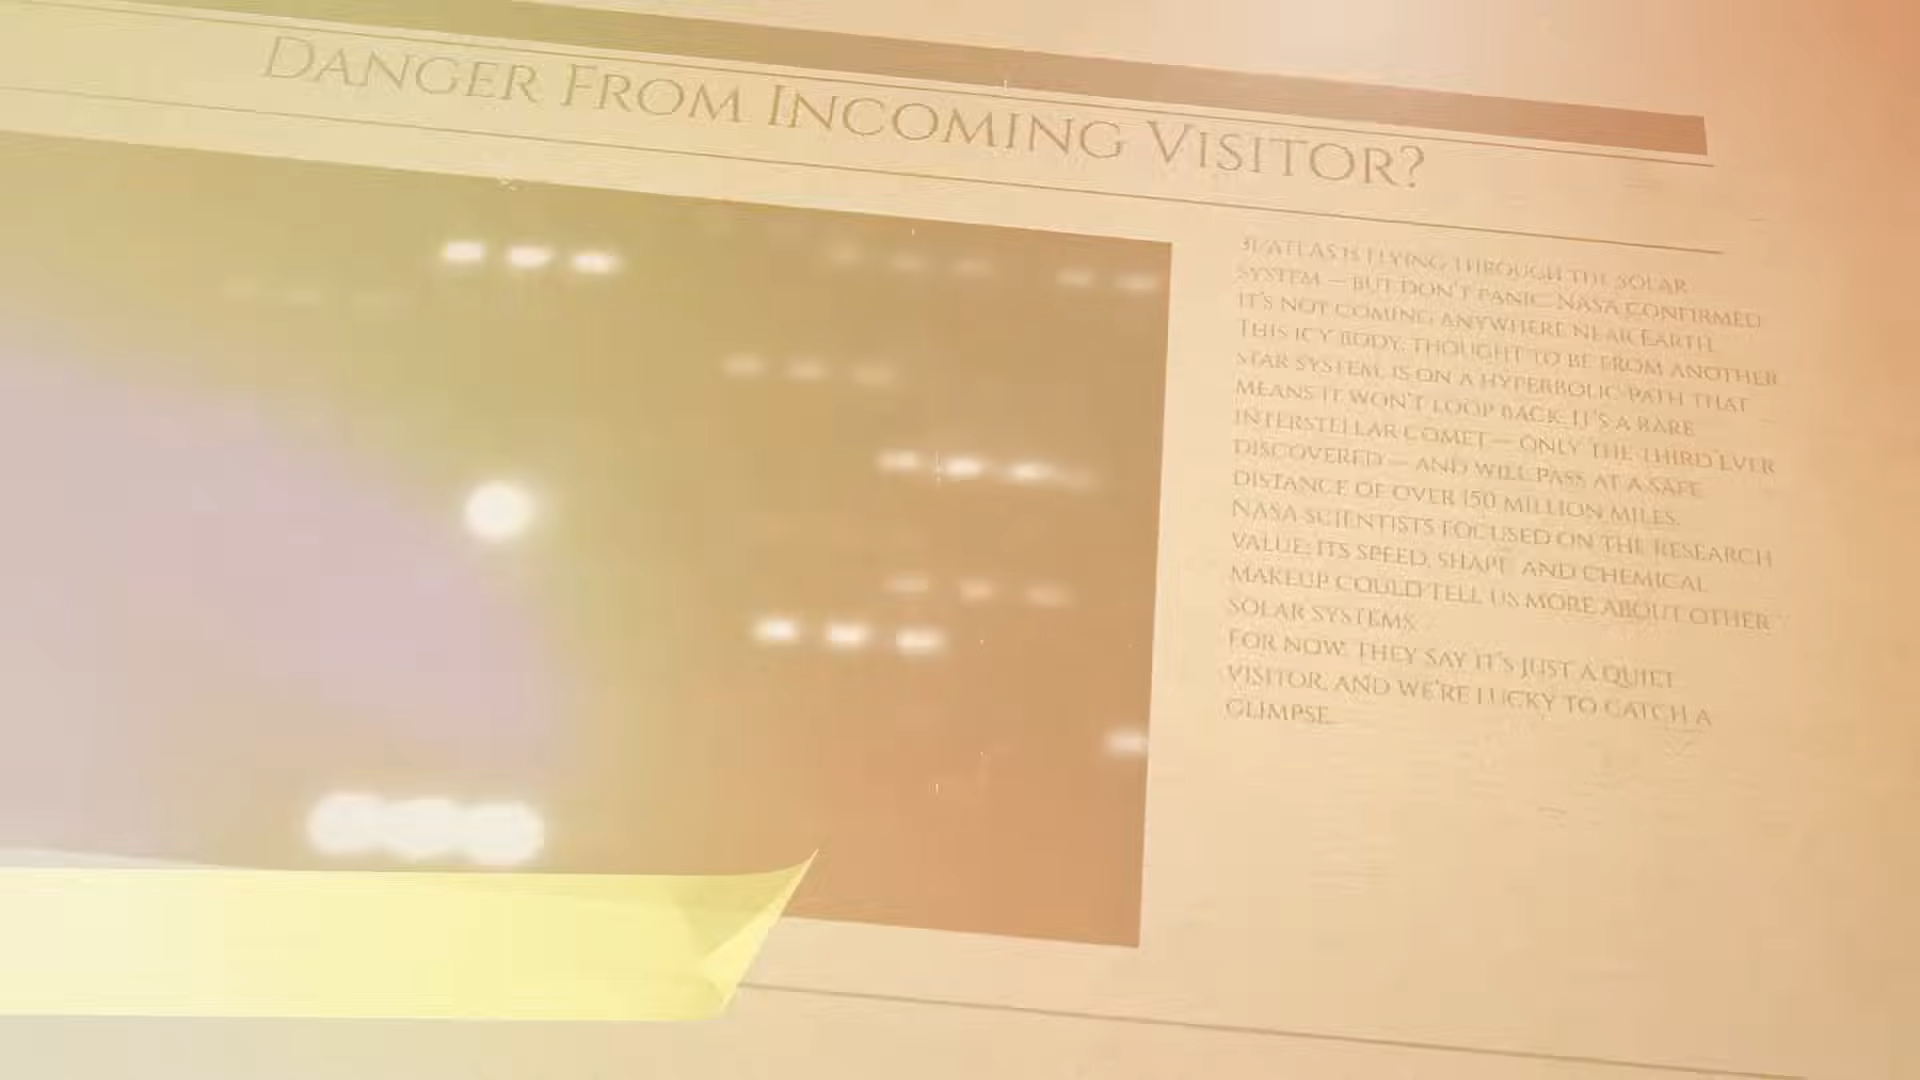 DANGER FROM INCOMING VISITOR?
3I/ATLAS IS FLYING THROUGH THE SOLAR
SYSTEM — BUT DON'T PANIC. NASA CONFIRMED
IT'S NOT COMING ANYWHERE NEAR EARTH.
THIS ICY BODY, THOUGHT TO BE FROM ANOTHER
STAR SYSTEM, IS ON A HYPERBOLIC PATH THAT
MEANS IT WON'T LOOP BACK. IT'S A RARE
INTERSTELLAR COMET — ONLY THE THIRD EVER
DISCOVERED — AND WILL PASS AT A SAFE
DISTANCE OF OVER 150 MILLION MILES.
NASA SCIENTISTS FOCUSED ON THE RESEARCH
VALUE: ITS SPEED, SHAPE AND CHEMICAL
MAKEUP COULD TELL US MORE ABOUT OTHER
SOLAR SYSTEMS.
FOR NOW, THEY SAY IT'S JUST A QUIET
VISITOR, AND WE'RE LUCKY TO CATCH A
GLIMPSE.